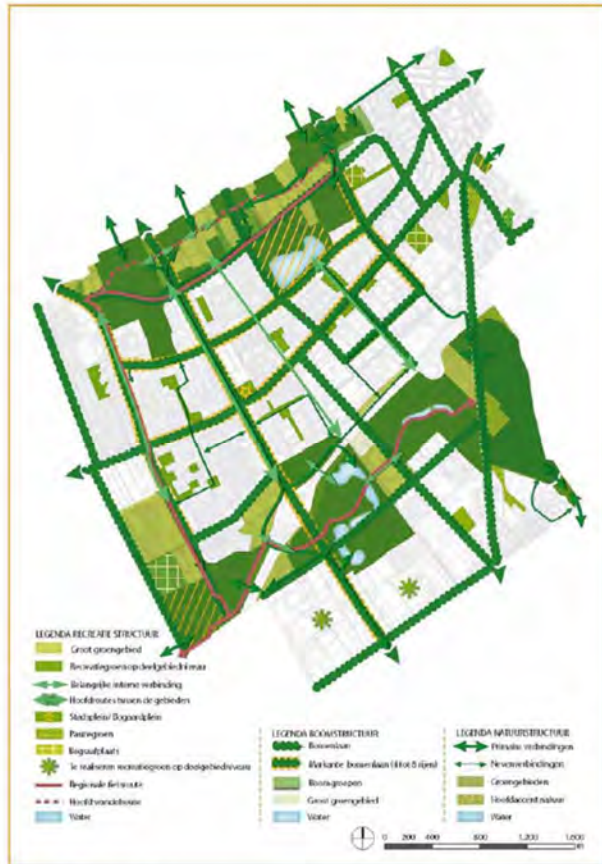 LEGENDA RECREATIE STRUCTUUR
Groot groengebied
Recreatiegroen op deelgebiedniveau
Belangrijke interne verbinding
Hoofdroutes tussen de gebieden
Stadsplein/ Bogaardplein
Begraafplaats
Te realiseren recreatiegroen op deelgebiedniveau
Regionale fietsroute
Hoofdwandelroute
Water
LEGENDA BOOMSTRUCTUUR
Bomenlaan
Markante bomenlaan (4 tot 8 rijen)
Boomgroepen
Groot groengebied
Water
LEGENDA NATUURSTRUCTUUR
Primaire verbindingen
Nevenverbindingen
Groengebieden
Hoofdaccent natuur
Water
0 200 400 800 1.200 1.600
m